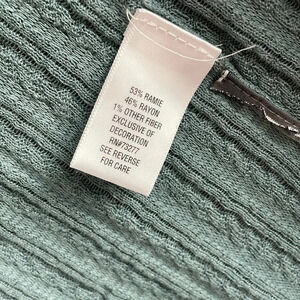 53% RAMIE
46% RAYON
1% OTHER FIBER
EXCLUSIVE OF
DECORATION
RN#73277
SEE REVERSE
FOR CARE